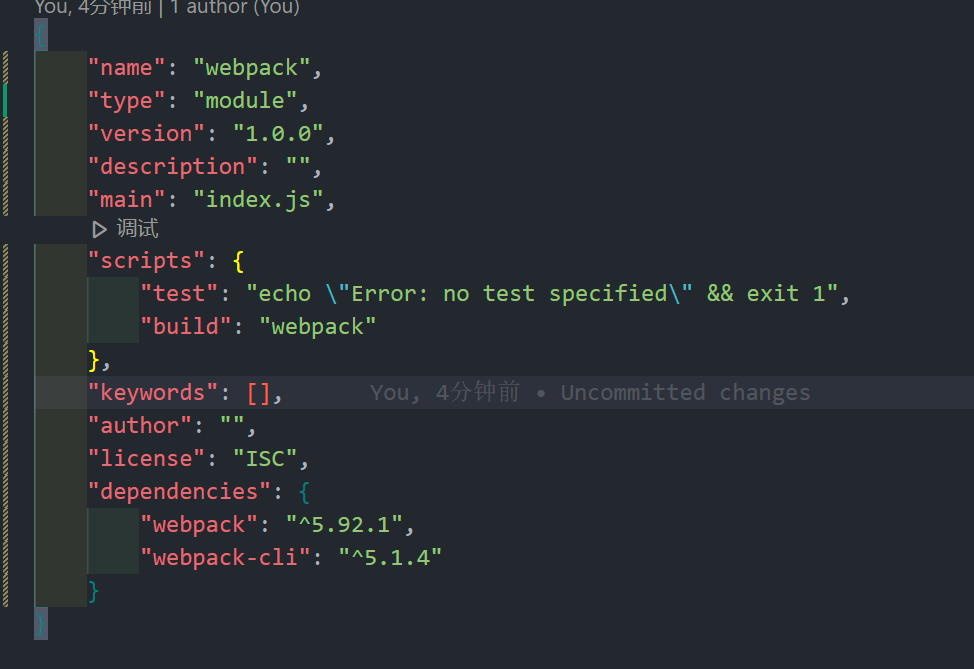 You, 4分钟前 | 1 author (You)
{
"name": "webpack",
"type": "module",
"version": "1.0.0",
"description": "",
"main": "index.js",
调试
"scripts": {
"test": "echo \"Error: no test specified\" && exit 1",
"build": "webpack"
},
"keywords": [], You, 4分钟前 • Uncommitted changes
"author": "",
"license": "ISC",
"dependencies": {
"webpack": "^5.92.1",
"webpack-cli": "^5.1.4"
}
}